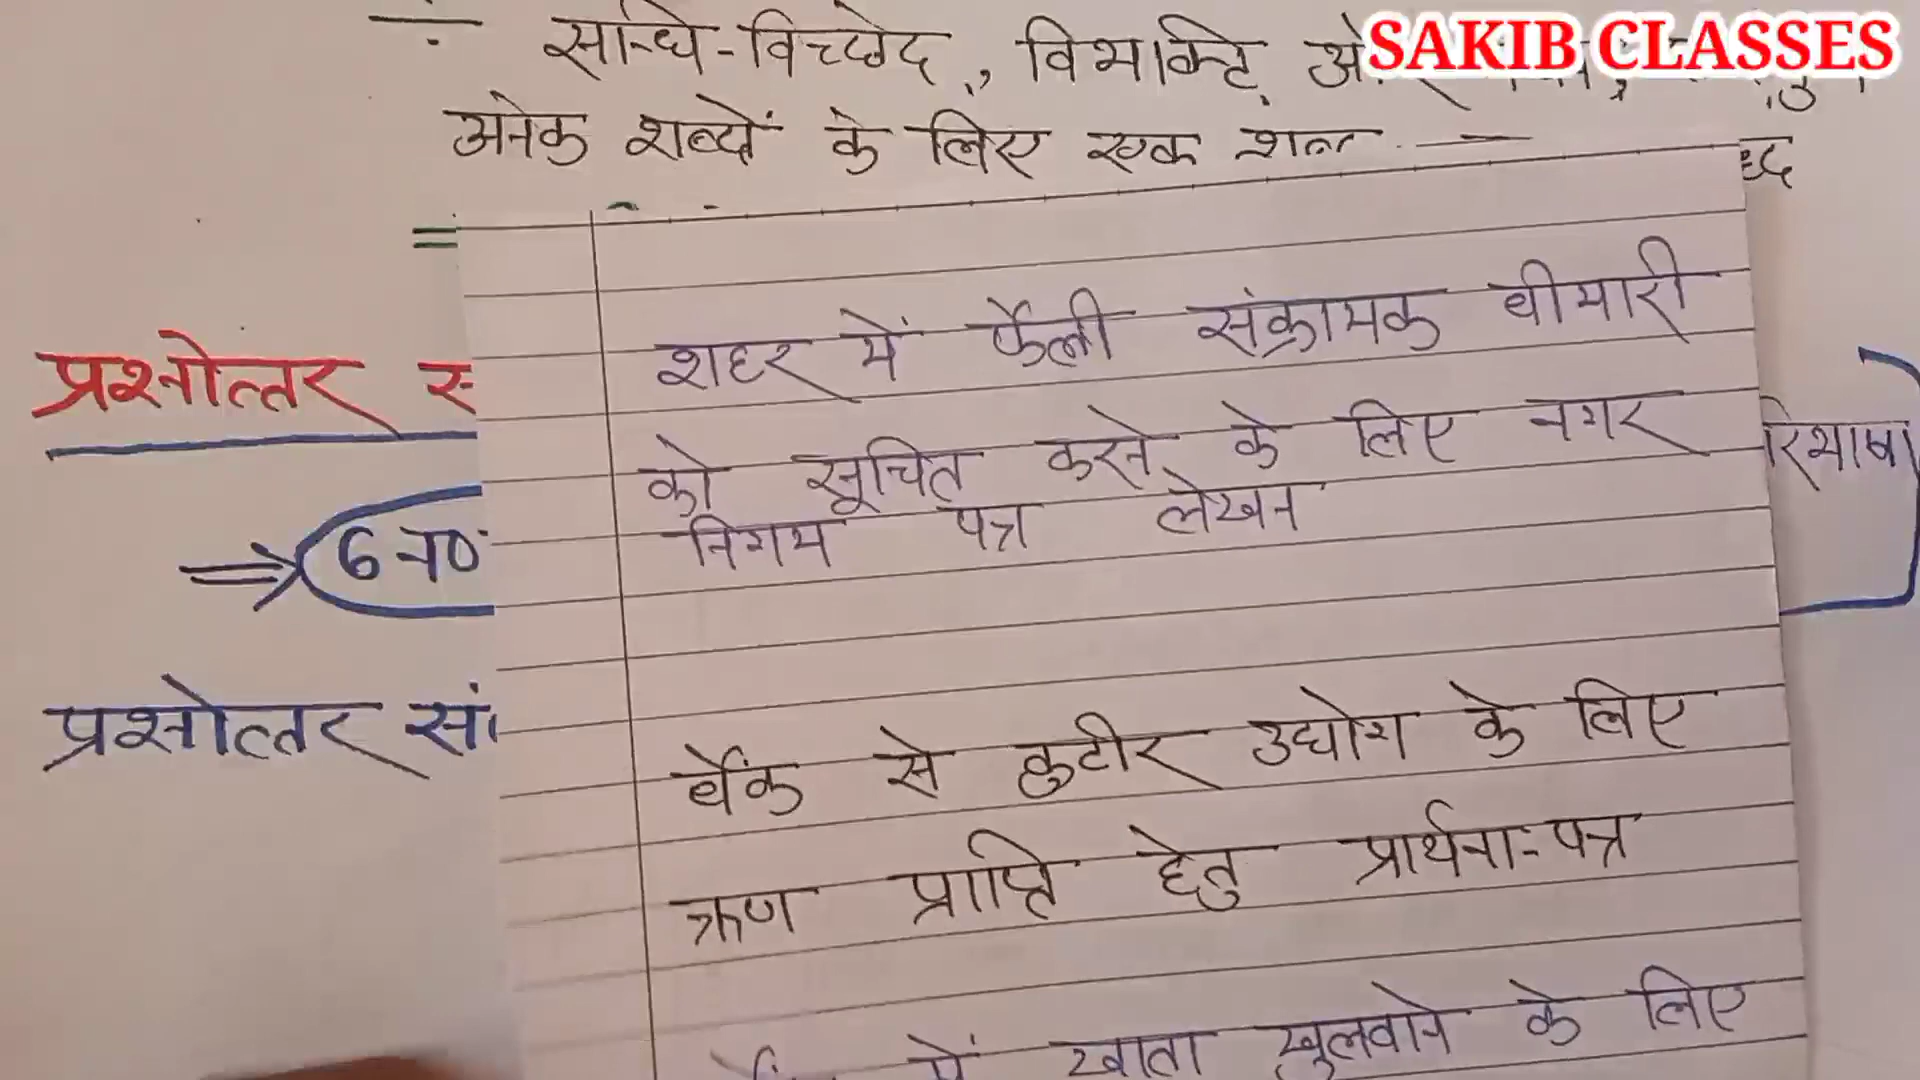 SAKIB CLASSES
सन्धि-विच्छेद, विभक्ति
अनेक शब्दों के लिए एक
प्रश्नोत्तर
शहर में फैली संक्रामक बीमारी
को सूचित करने के लिए नगर
निगम पत्र लेखन
6 न०
प्रश्नोत्तर
बैंक से कुटीर उद्योग के लिए
ऋण प्राप्ति हेतु प्रार्थना-पत्र
में खाता खुलवाने के लिए